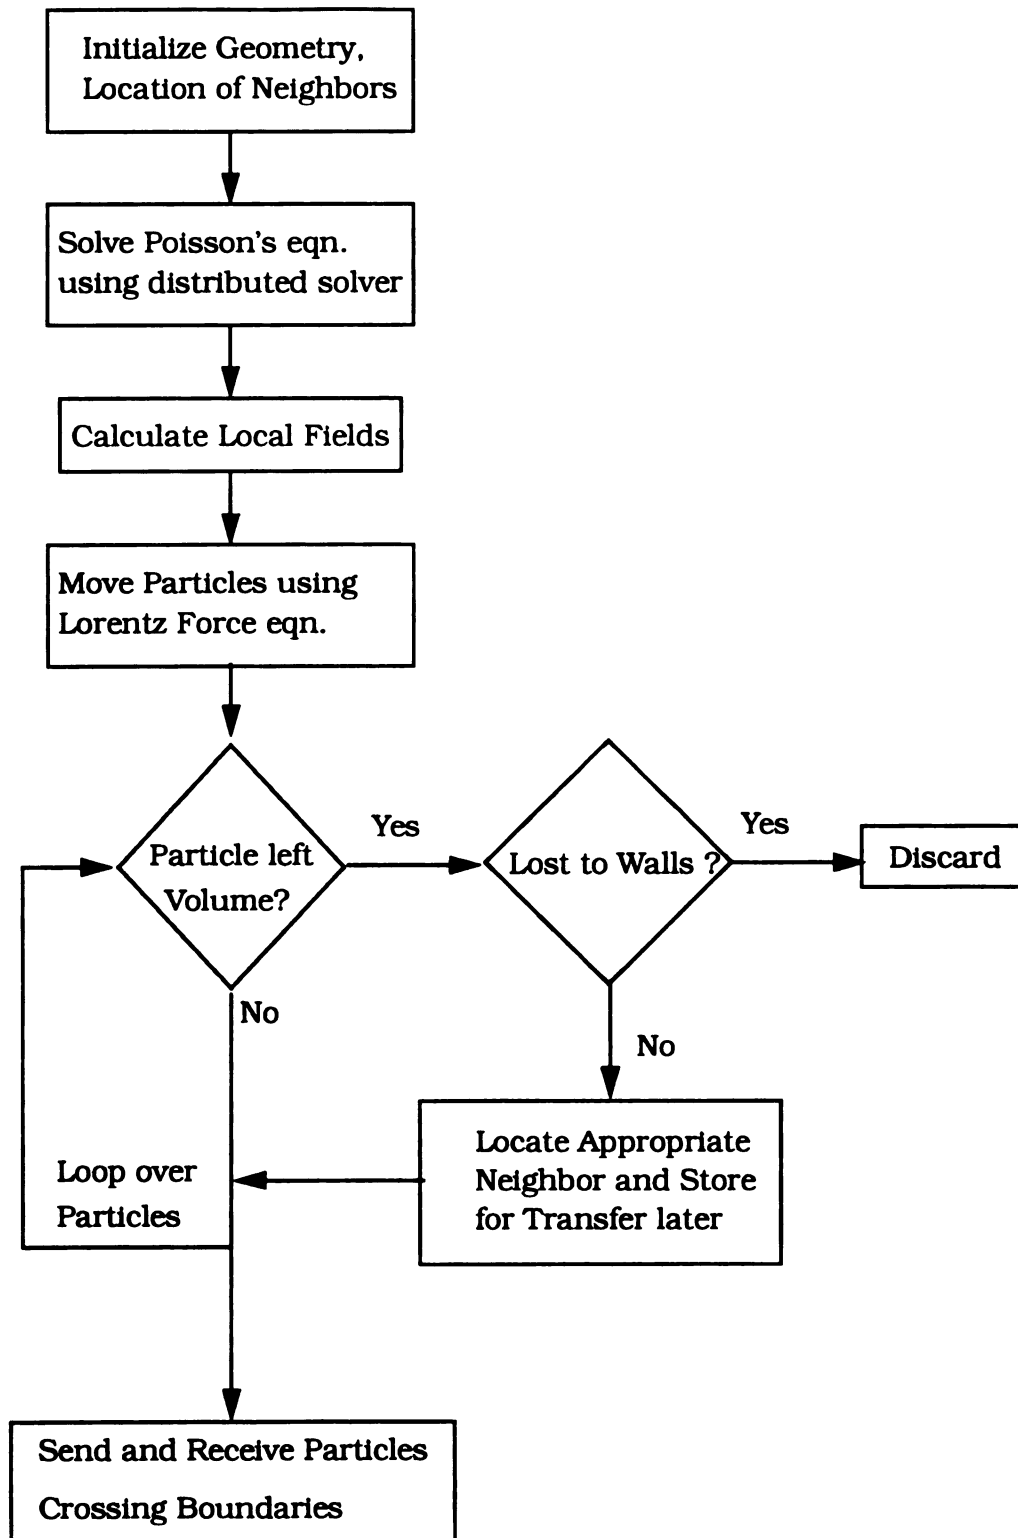 Initialize Geometry,
Location of Neighbors
Solve Poisson's eqn.
using distributed solver
Calculate Local Fields
Move Particles using
Lorentz Force eqn.
Particle left
Volume?
Yes
Lost to Walls ?
Yes
Discard
No
No
Locate Appropriate
Neighbor and Store
for Transfer later
Loop over
Particles
Send and Receive Particles
Crossing Boundaries